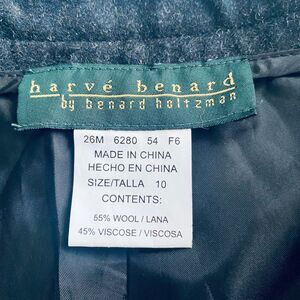 harvé benard
by benard holtzman
26M 6280 54 F6
MADE IN CHINA
HECHO EN CHINA
SIZE/TALLA 10
CONTENTS:
55% WOOL / LANA
45% VISCOSE / VISCOSA